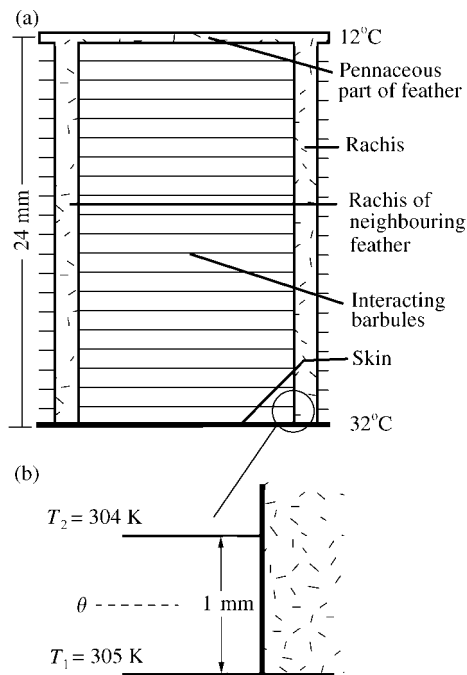 (a)
12°C
Pennaceous
part of feather
Rachis
24 mm
Rachis of
neighbouring
feather
Interacting
barbules
Skin
32°C
(b)
T₂ = 304 K
θ
1 mm
T₁ = 305 K